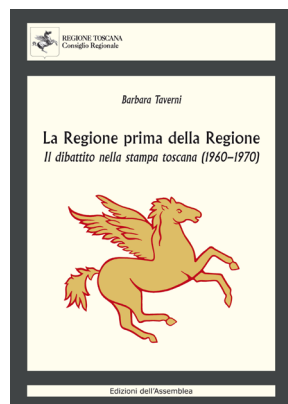 REGIONE TOSCANA
Consiglio Regionale
Barbara Taverni
La Regione prima della Regione
Il dibattito nella stampa toscana (1960–1970)
Edizioni dell'Assemblea